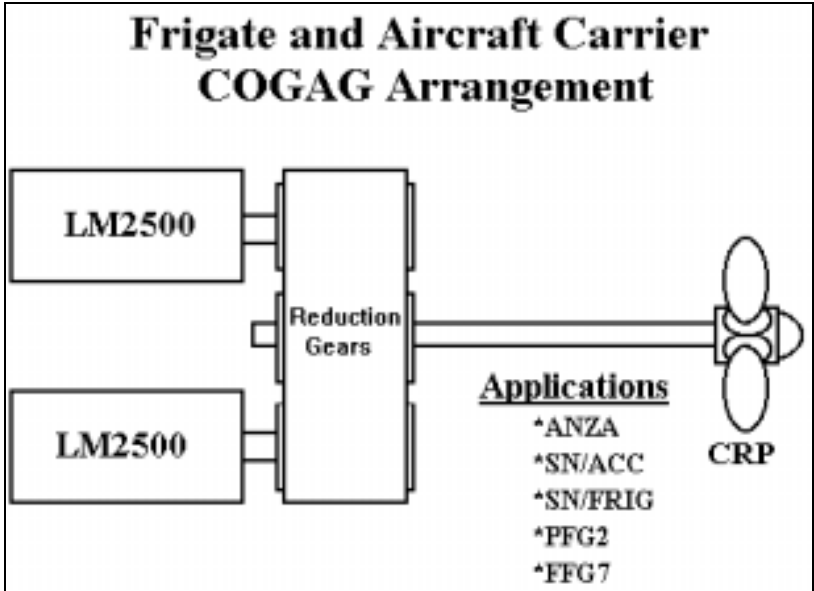 Frigate and Aircraft Carrier
COGAG Arrangement
LM2500
Reduction
Gears
LM2500
Applications
*ANZA
*SN/ACC
*SN/FRIG
*PFG2
*FFG7
CRP